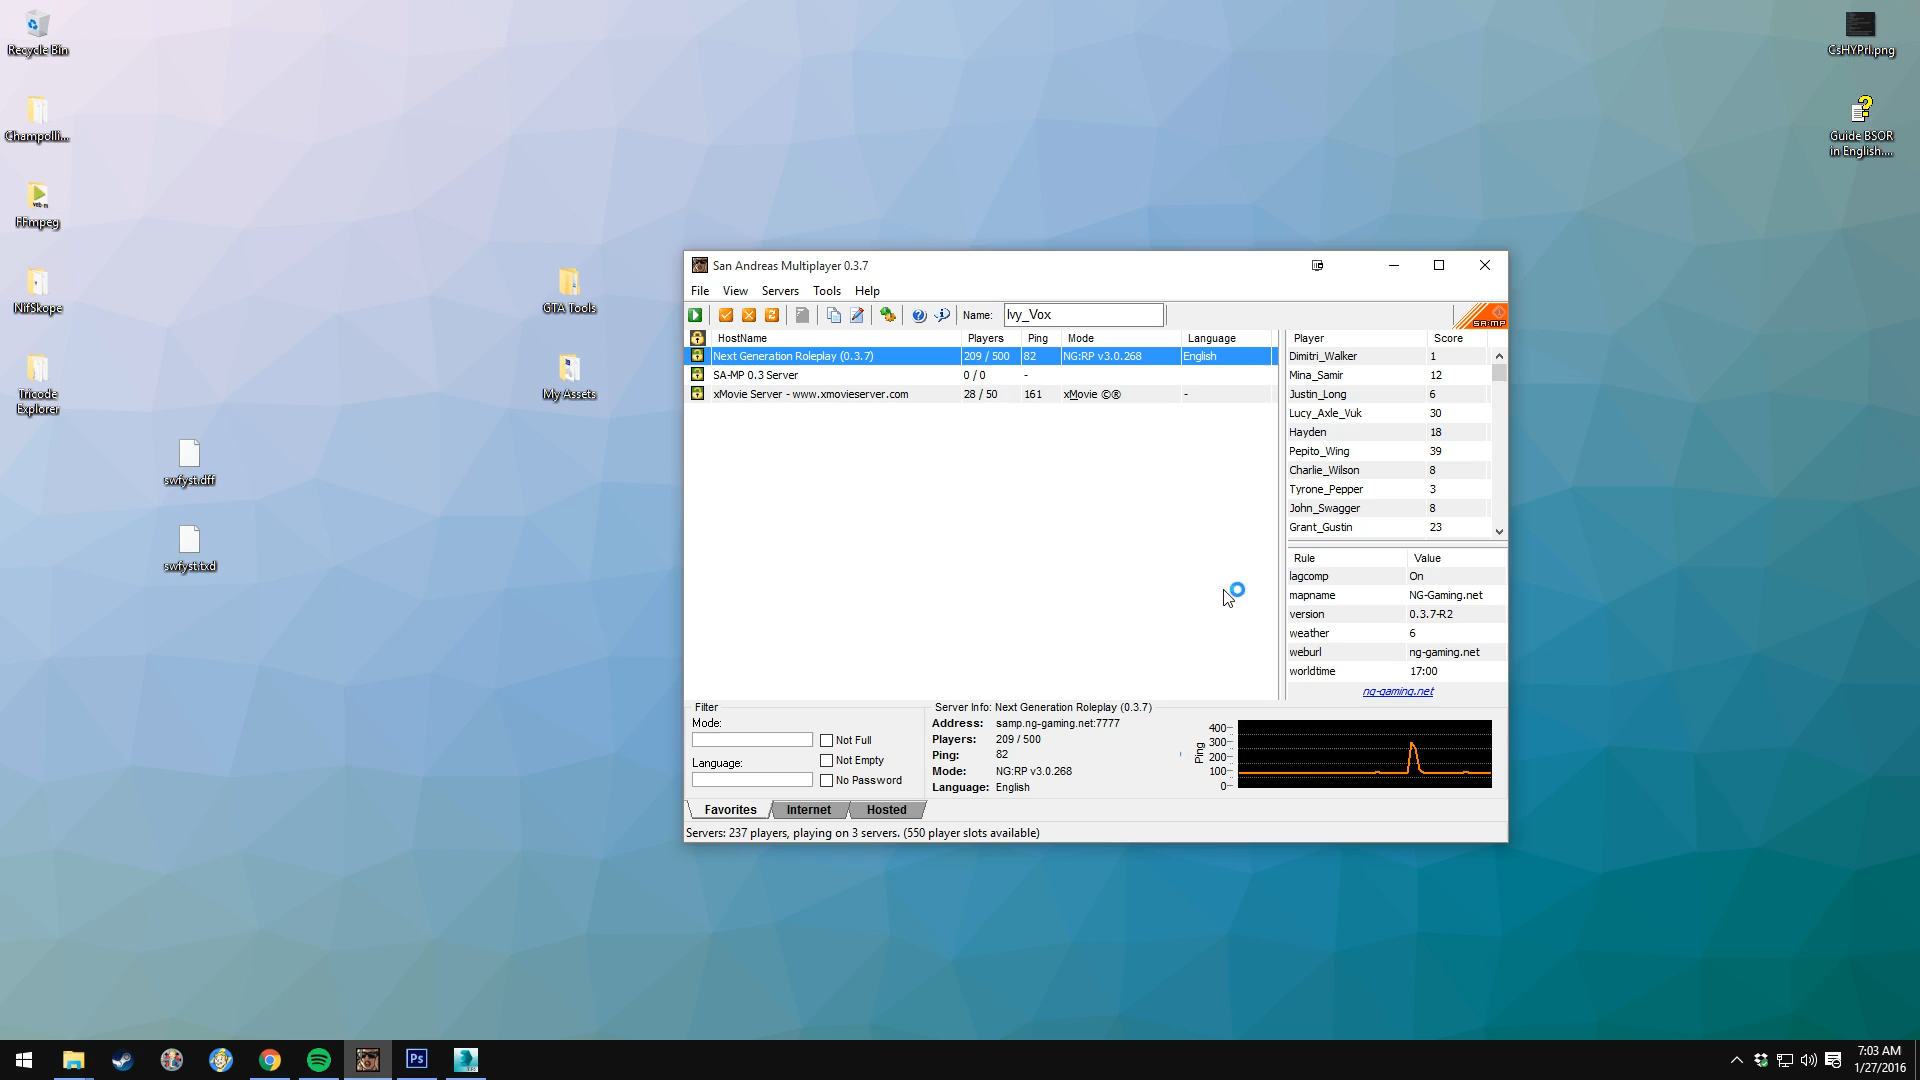 Recycle Bin
Champolli...
FFmpeg
NifSkope
Tricode
Explorer
swfyst.dff
swfyst.txd
GTA Tools
My Assets
CsHYPrI.png
Guide BSOR
in English....
San Andreas Multiplayer 0.3.7
File View Servers Tools Help
Name: Ivy_Vox
SA:MP
HostName Players Ping Mode Language
Next Generation Roleplay (0.3.7) 209 / 500 82 NG:RP v3.0.268 English
SA-MP 0.3 Server 0 / 0 -
xMovie Server - www.xmovieserver.com 28 / 50 161 xMovie ©® -
Player Score
Dimitri_Walker 1
Mina_Samir 12
Justin_Long 6
Lucy_Axle_Vuk 30
Hayden 18
Pepito_Wing 39
Charlie_Wilson 8
Tyrone_Pepper 3
John_Swagger 8
Grant_Gustin 23
Rule Value
lagcomp On
mapname NG-Gaming.net
version 0.3.7-R2
weather 6
weburl ng-gaming.net
worldtime 17:00
ng-gaming.net
Filter
Mode:
Not Full
Not Empty
Language:
No Password
Server Info: Next Generation Roleplay (0.3.7)
Address: samp.ng-gaming.net:7777
Players: 209 / 500
Ping: 82
Mode: NG:RP v3.0.268
Language: English
Ping
400
300
200
100
0
Favorites Internet Hosted
Servers: 237 players, playing on 3 servers. (550 player slots available)
Ps
7:03 AM
1/27/2016